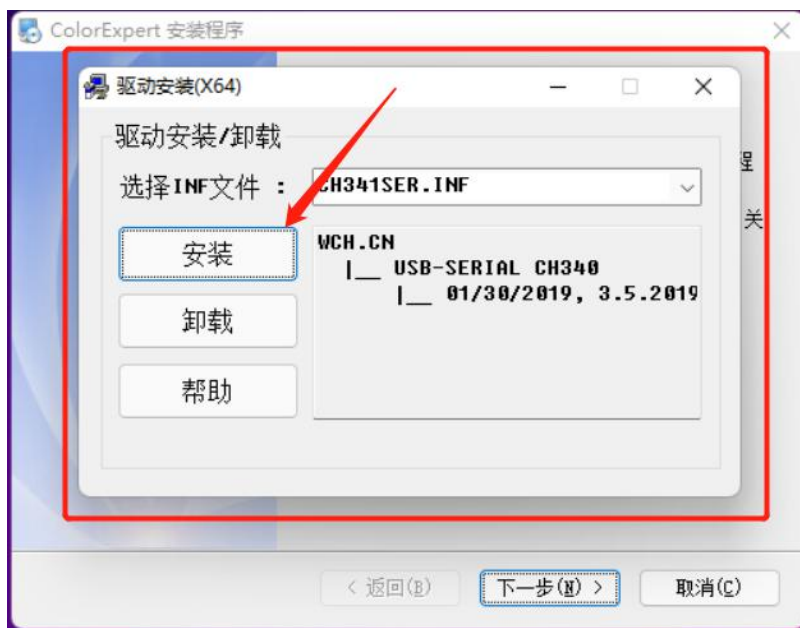 ColorExpert 安装程序
驱动安装(X64)
驱动安装/卸载
选择INF文件 :
CH341SER.INF
安装
卸载
帮助
WCH.CN
|__ USB-SERIAL CH340
|__ 01/30/2019, 3.5.2019
程
关
< 返回(B)
下一步(N) >
取消(C)